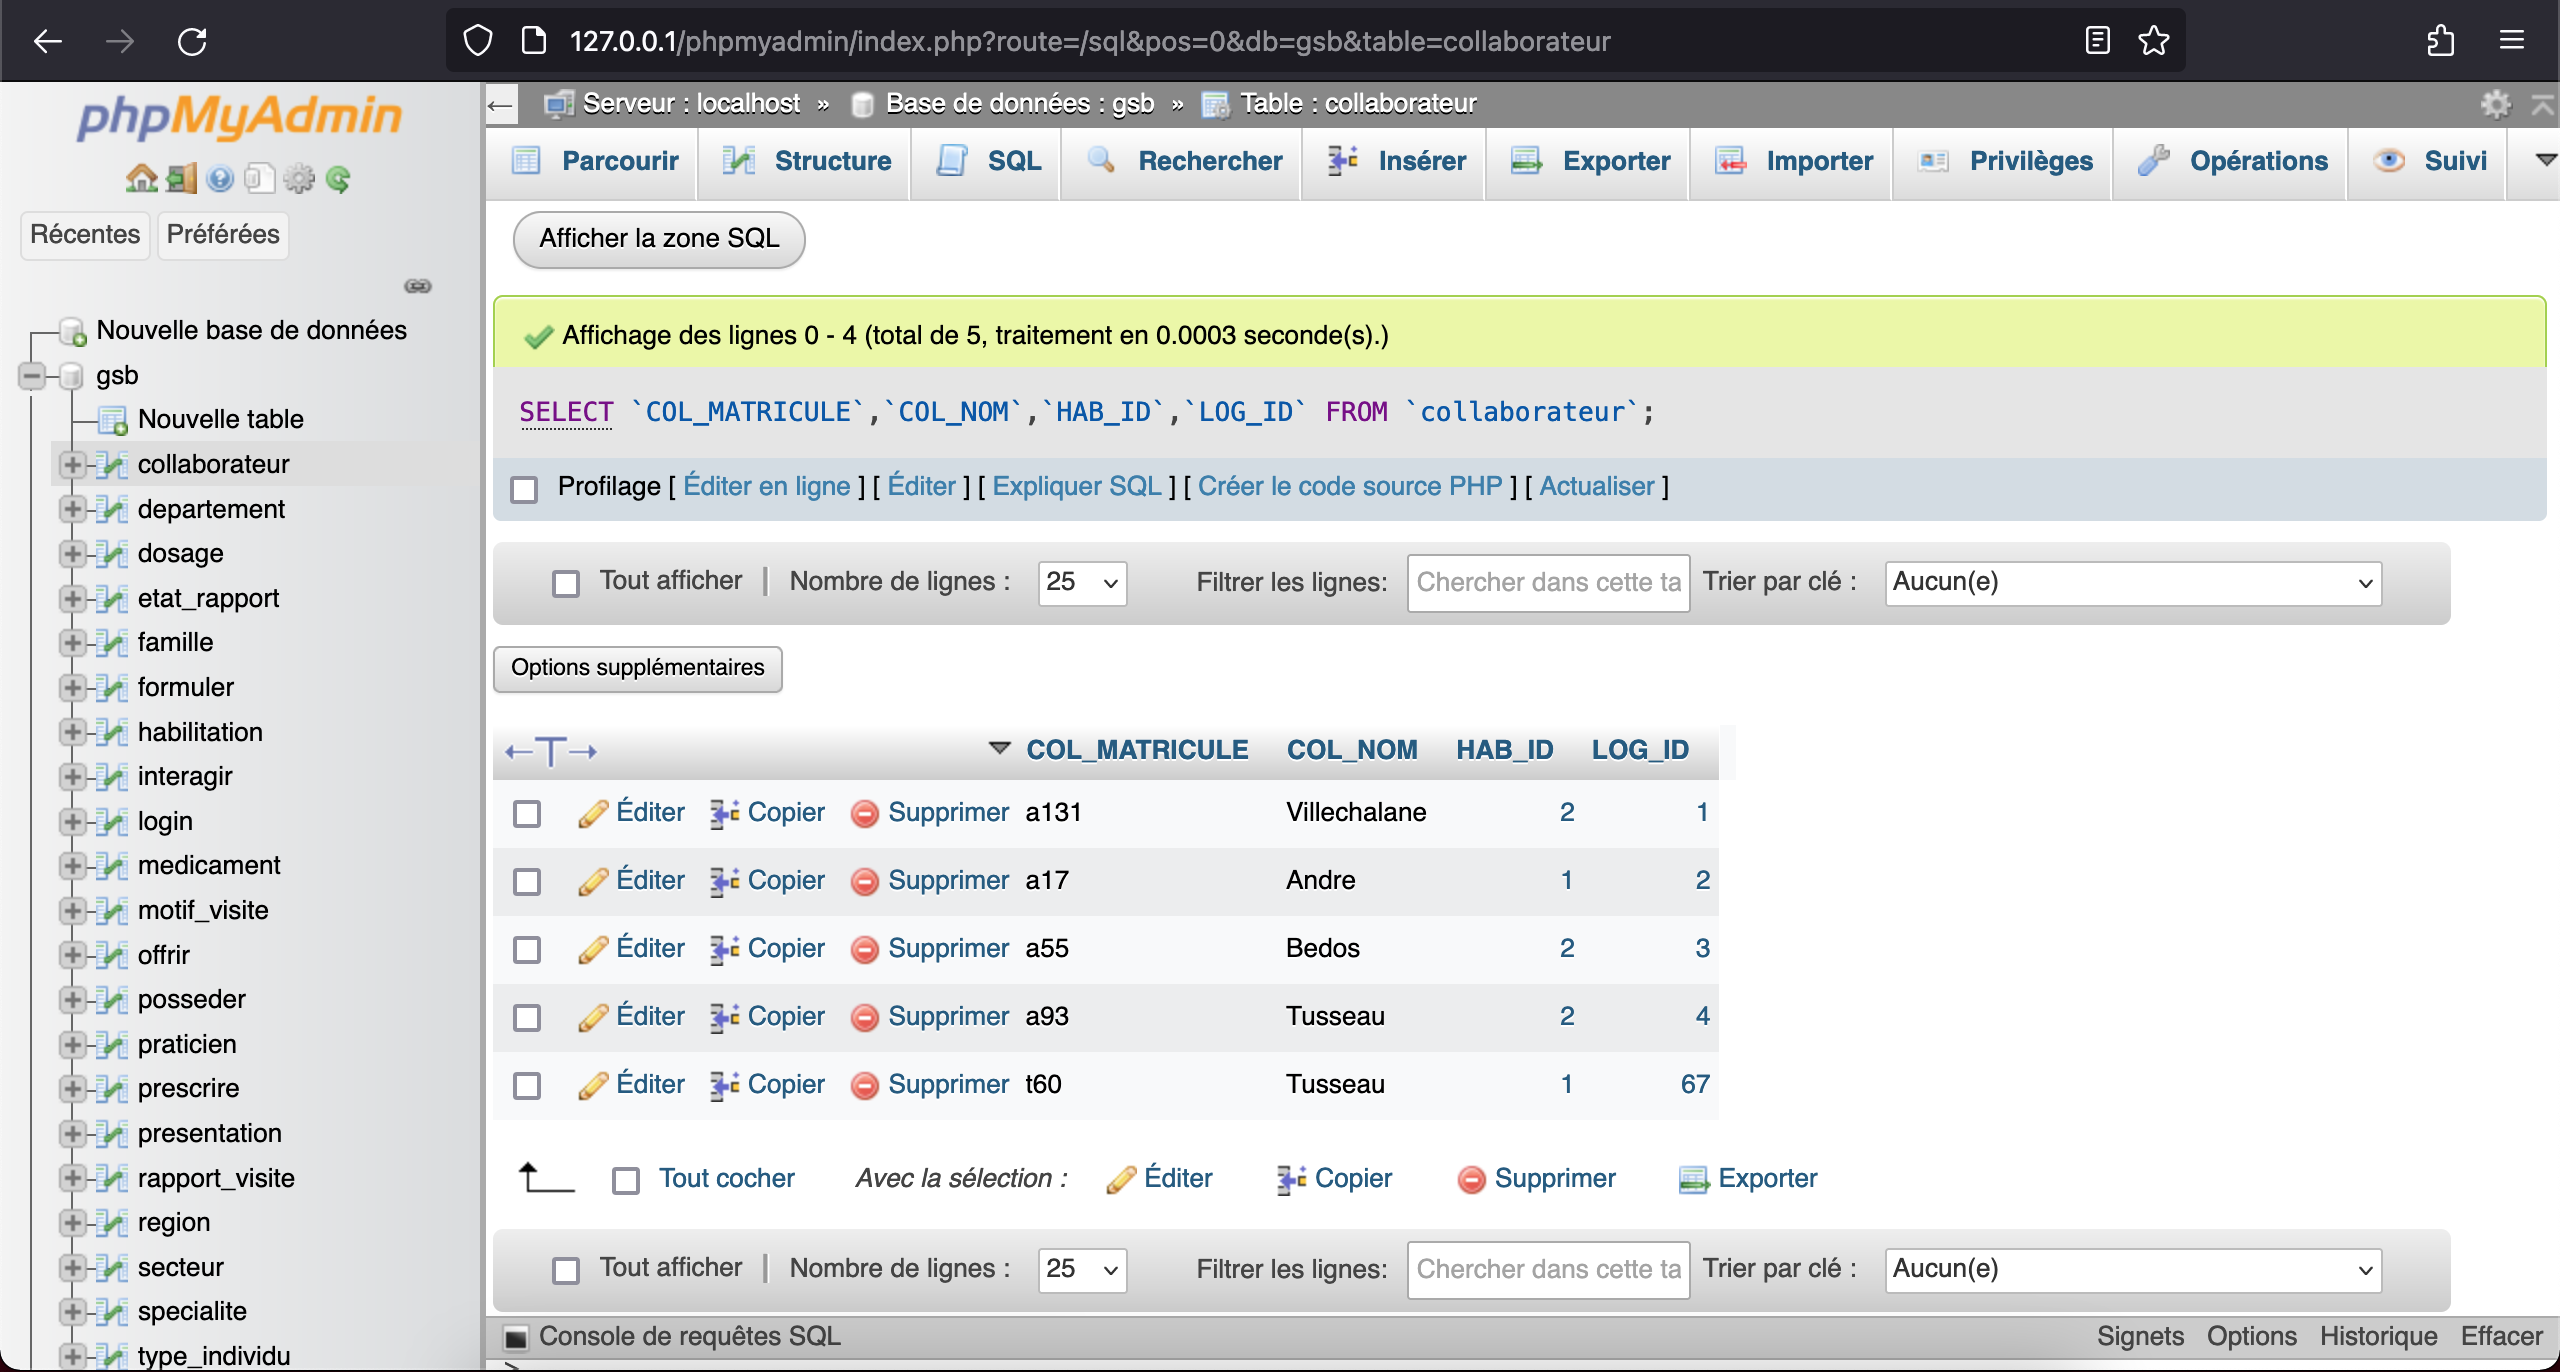 127.0.0.1/phpmyadmin/index.php?route=/sql&pos=0&db=gsb&table=collaborateur
phpMyAdmin
Récentes Préférées
Nouvelle base de données
gsb
Nouvelle table
collaborateur
departement
dosage
etat_rapport
famille
formuler
habilitation
interagir
login
medicament
motif_visite
offrir
posseder
praticien
prescrire
presentation
rapport_visite
region
secteur
specialite
type_individu
Serveur : localhost » Base de données : gsb » Table : collaborateur
Parcourir Structure SQL Rechercher Insérer Exporter Importer Privilèges Opérations Suivi
Afficher la zone SQL
Affichage des lignes 0 - 4 (total de 5, traitement en 0.0003 seconde(s).)
SELECT `COL_MATRICULE`,`COL_NOM`,`HAB_ID`,`LOG_ID` FROM `collaborateur`;
Profilage [ Éditer en ligne ] [ Éditer ] [ Expliquer SQL ] [ Créer le code source PHP ] [ Actualiser ]
Tout afficher | Nombre de lignes : 25 Filtrer les lignes: Chercher dans cette ta Trier par clé : Aucun(e)
Options supplémentaires
←T→ COL_MATRICULE COL_NOM HAB_ID LOG_ID
Éditer Copier Supprimer a131 Villechalane 2 1
Éditer Copier Supprimer a17 Andre 1 2
Éditer Copier Supprimer a55 Bedos 2 3
Éditer Copier Supprimer a93 Tusseau 2 4
Éditer Copier Supprimer t60 Tusseau 1 67
Tout cocher Avec la sélection : Éditer Copier Supprimer Exporter
Tout afficher | Nombre de lignes : 25 Filtrer les lignes: Chercher dans cette ta Trier par clé : Aucun(e)
Console de requêtes SQL Signets Options Historique Effacer
>